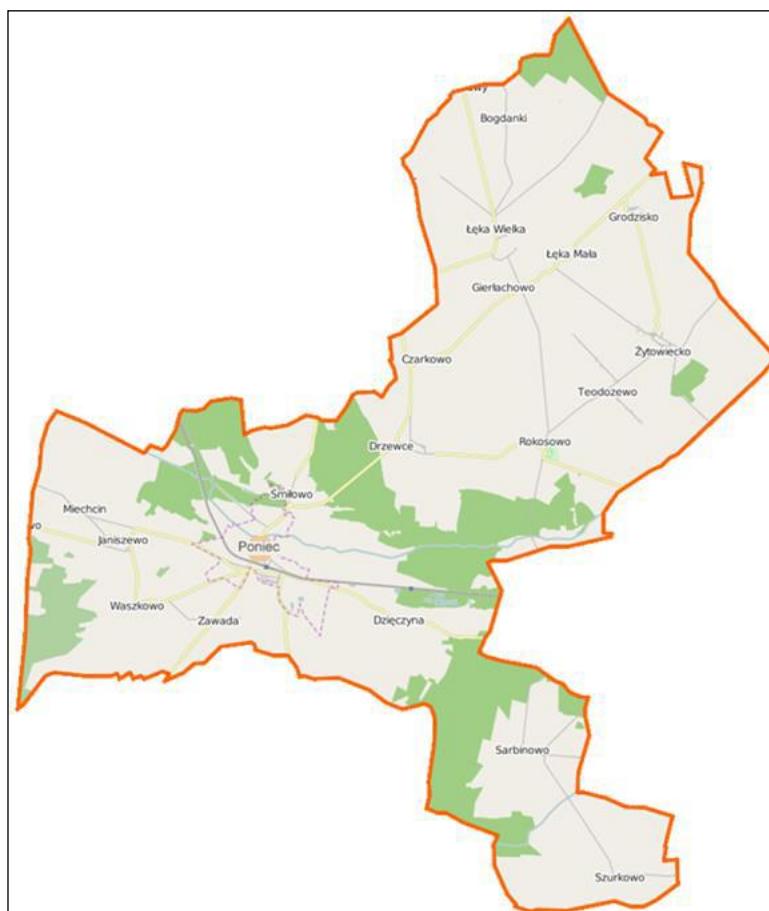 Bogdanki
Grodzisko
Łęka Wielka
Łęka Mała
Gierłachowo
Żytowiecko
Czarkowo
Teodozewo
Rokosowo
Drzewce
Śmiłowo
Miechcin
Janiszewo
Poniec
Waszkowo
Zawada
Dzięczyna
Sarbinowo
Szurkowo